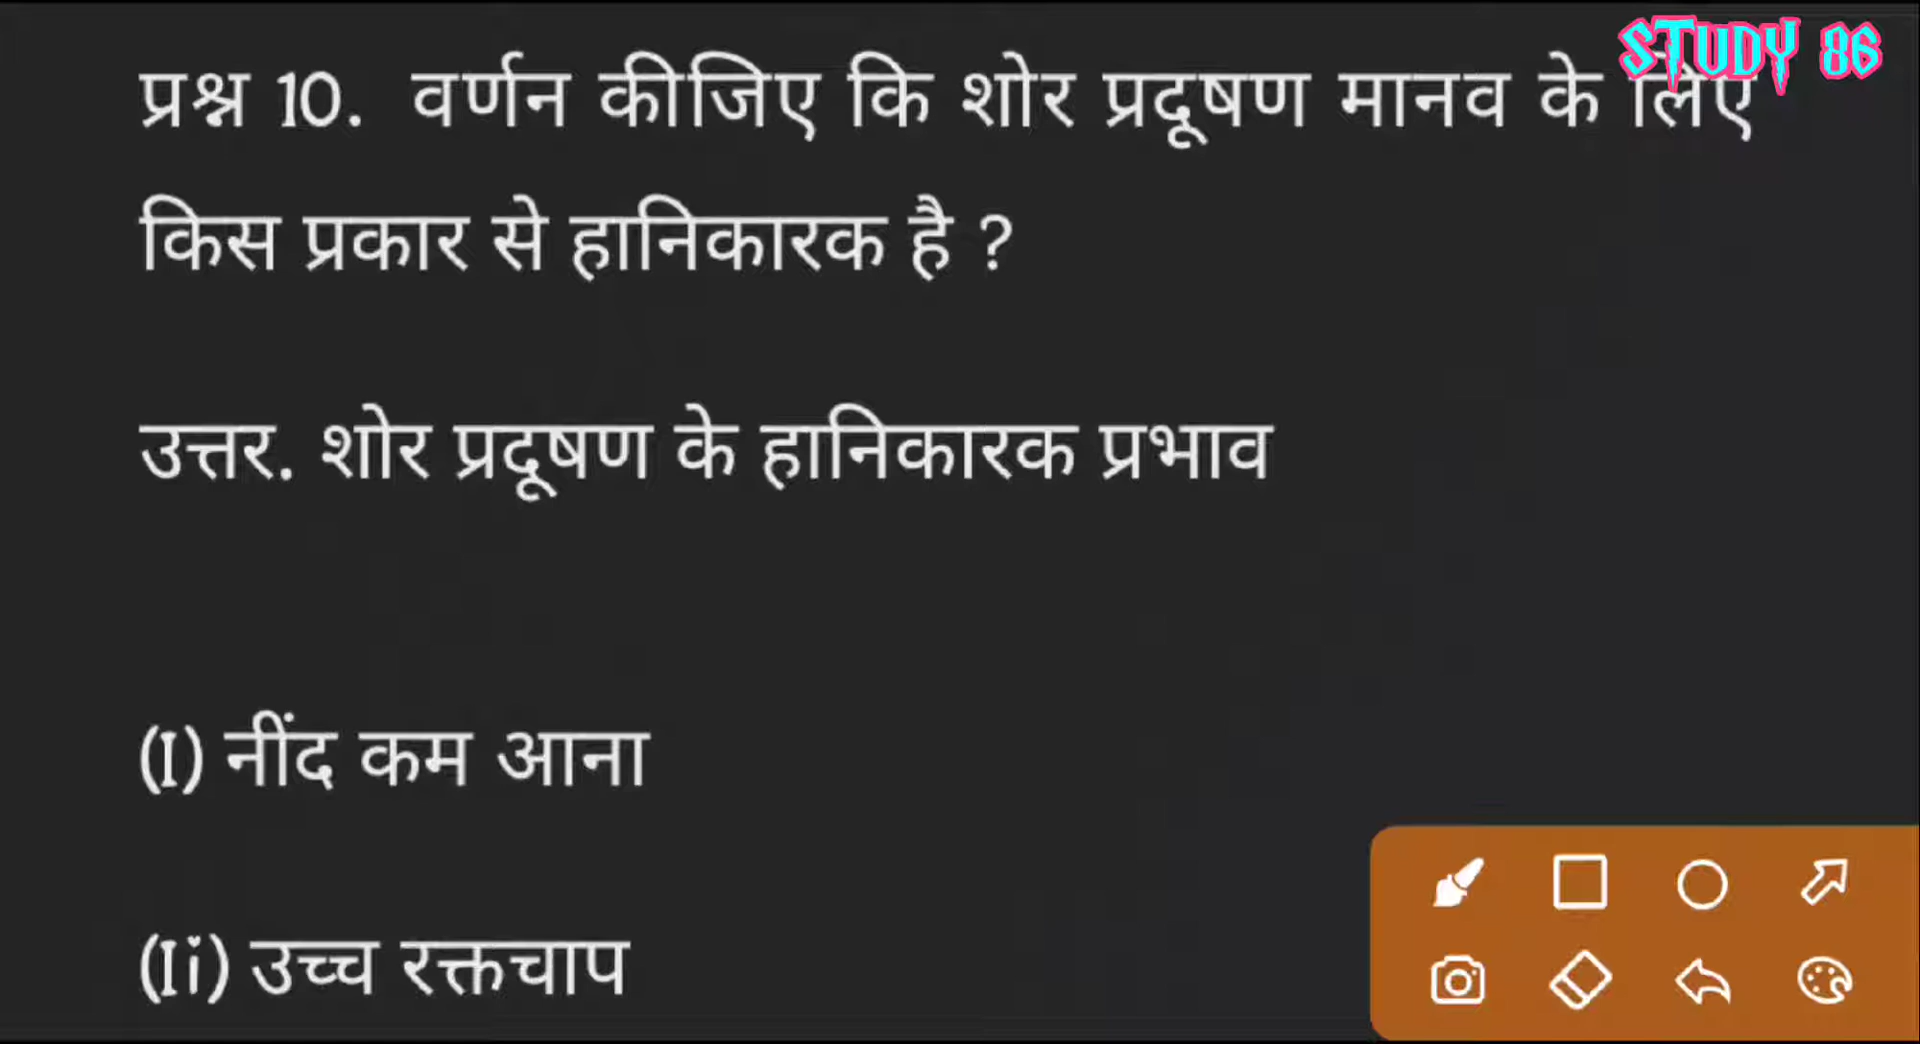 STUDY 86
प्रश्न 10. वर्णन कीजिए कि शोर प्रदूषण मानव के लिए
किस प्रकार से हानिकारक है ?
उत्तर. शोर प्रदूषण के हानिकारक प्रभाव
(I) नींद कम आना
(Ii) उच्च रक्तचाप